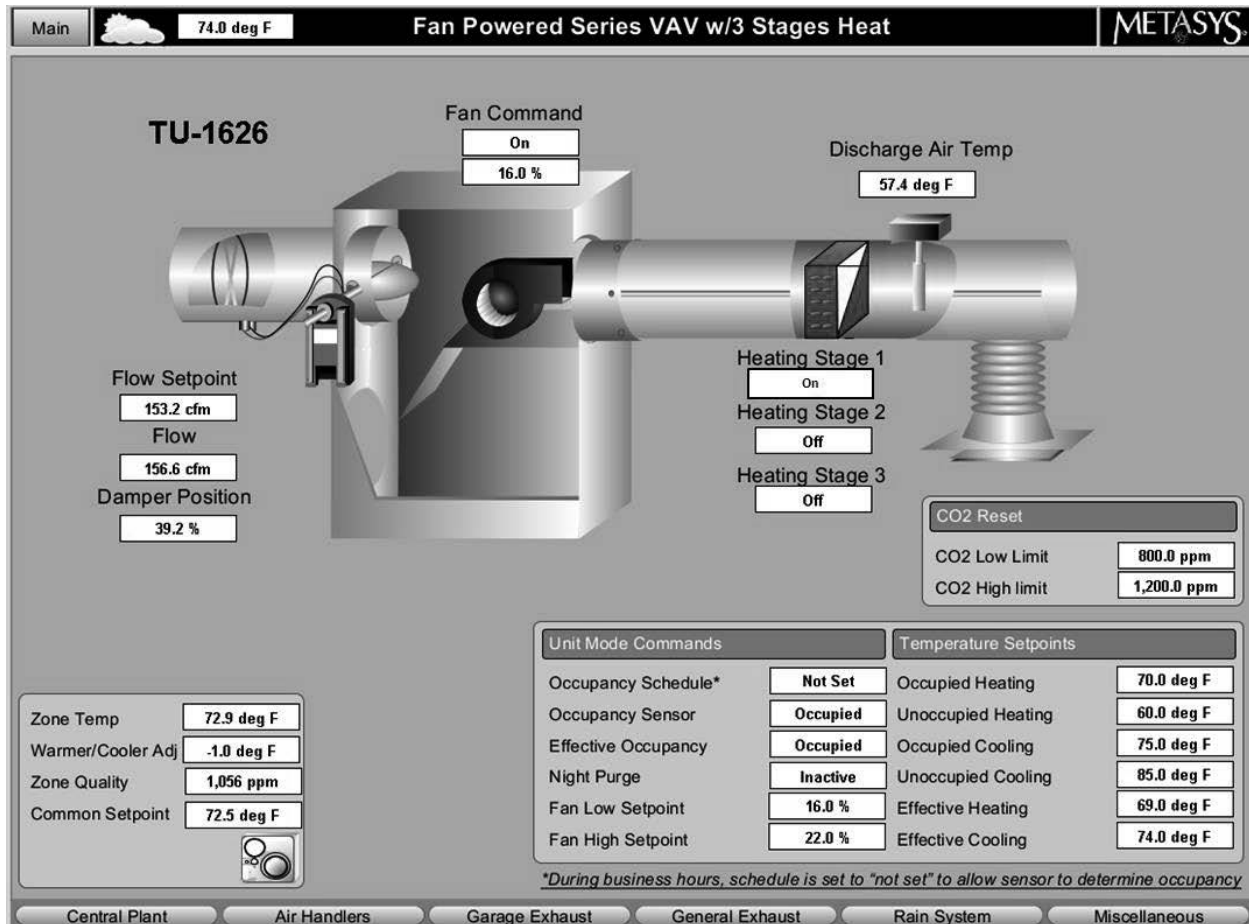 Main
74.0 deg F
Fan Powered Series VAV w/3 Stages Heat
METASYS
TU-1626
Fan Command
On
16.0 %
Discharge Air Temp
57.4 deg F
Flow Setpoint
153.2 cfm
Flow
156.6 cfm
Damper Position
39.2 %
Heating Stage 1
On
Heating Stage 2
Off
Heating Stage 3
Off
CO2 Reset
CO2 Low Limit 800.0 ppm
CO2 High limit 1,200.0 ppm
Zone Temp 72.9 deg F
Warmer/Cooler Adj -1.0 deg F
Zone Quality 1,056 ppm
Common Setpoint 72.5 deg F
Unit Mode Commands
Occupancy Schedule* Not Set
Occupancy Sensor Occupied
Effective Occupancy Occupied
Night Purge Inactive
Fan Low Setpoint 16.0 %
Fan High Setpoint 22.0 %
Temperature Setpoints
Occupied Heating 70.0 deg F
Unoccupied Heating 60.0 deg F
Occupied Cooling 75.0 deg F
Unoccupied Cooling 85.0 deg F
Effective Heating 69.0 deg F
Effective Cooling 74.0 deg F
*During business hours, schedule is set to “not set” to allow sensor to determine occupancy
Central Plant
Air Handlers
Garage Exhaust
General Exhaust
Rain System
Miscellaneous